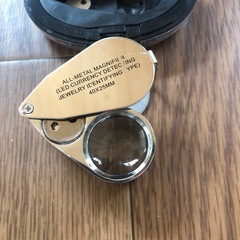 ALL-METAL MAGNIFIER
(LED CURRENCY DETECTING
JEWELRY IDENTIFYING TYPE)
40X25MM